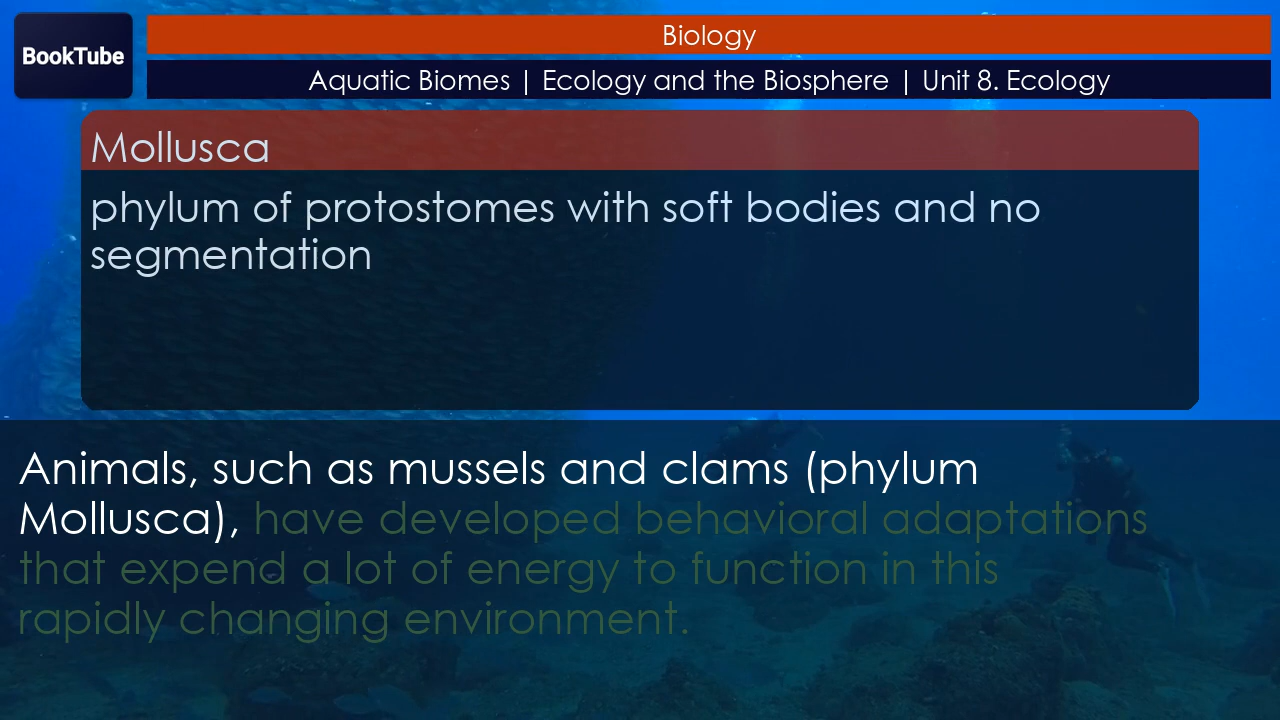 BookTube
Biology
Aquatic Biomes | Ecology and the Biosphere | Unit 8. Ecology
Mollusca
phylum of protostomes with soft bodies and no
segmentation
Animals, such as mussels and clams (phylum
Mollusca), have developed behavioral adaptations
that expend a lot of energy to function in this
rapidly changing environment.